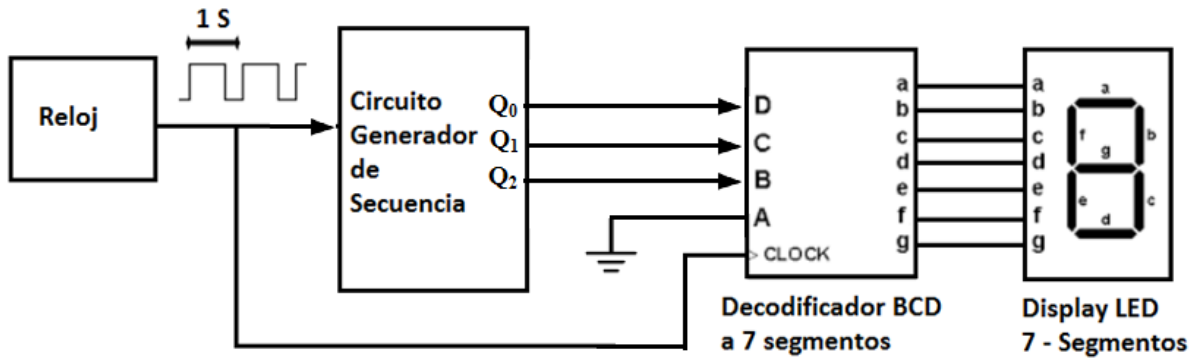 1 S
Reloj
Circuito
Generador
de
Secuencia
Q0
Q1
Q2
D
C
B
A
CLOCK
a
b
c
d
e
f
g
a
b
c
d
e
f
g
a
f
b
g
e
c
d
Decodificador BCD
a 7 segmentos
Display LED
7 - Segmentos